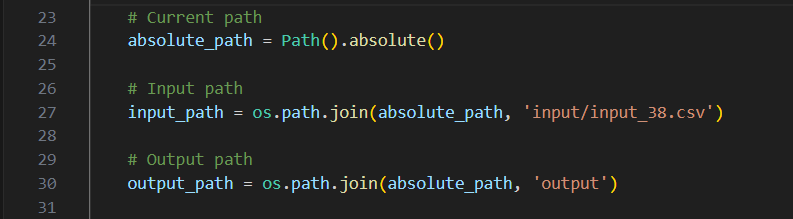 23 # Current path
24 absolute_path = Path().absolute()
25
26 # Input path
27 input_path = os.path.join(absolute_path, 'input/input_38.csv')
28
29 # Output path
30 output_path = os.path.join(absolute_path, 'output')
31